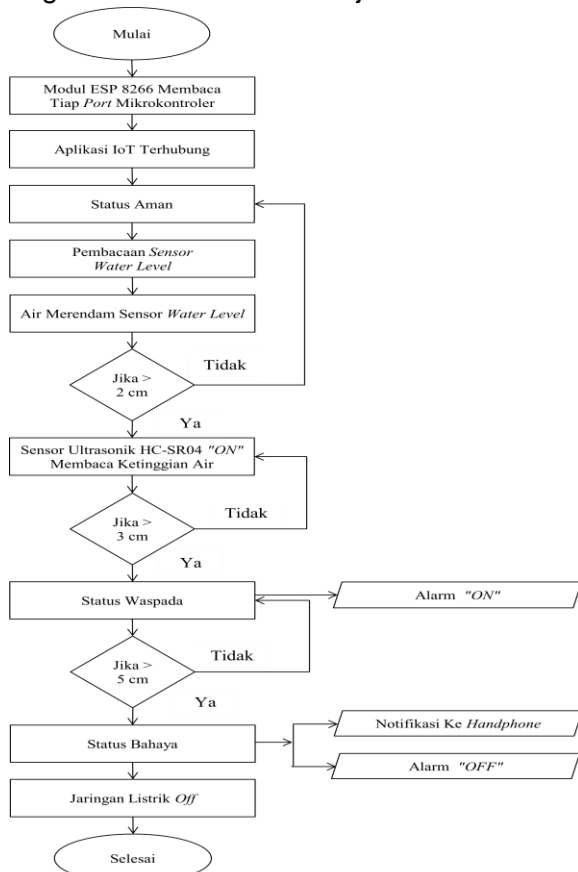 Mulai
Modul ESP 8266 Membaca
Tiap Port Mikrokontroler
Aplikasi IoT Terhubung
Status Aman
Pembacaan Sensor
Water Level
Air Merendam Sensor Water Level
Jika >
2 cm
Tidak
Ya
Sensor Ultrasonik HC-SR04 "ON"
Membaca Ketinggian Air
Jika >
3 cm
Tidak
Ya
Status Waspada
Alarm "ON"
Jika >
5 cm
Tidak
Ya
Status Bahaya
Notifikasi Ke Handphone
Alarm "OFF"
Jaringan Listrik Off
Selesai